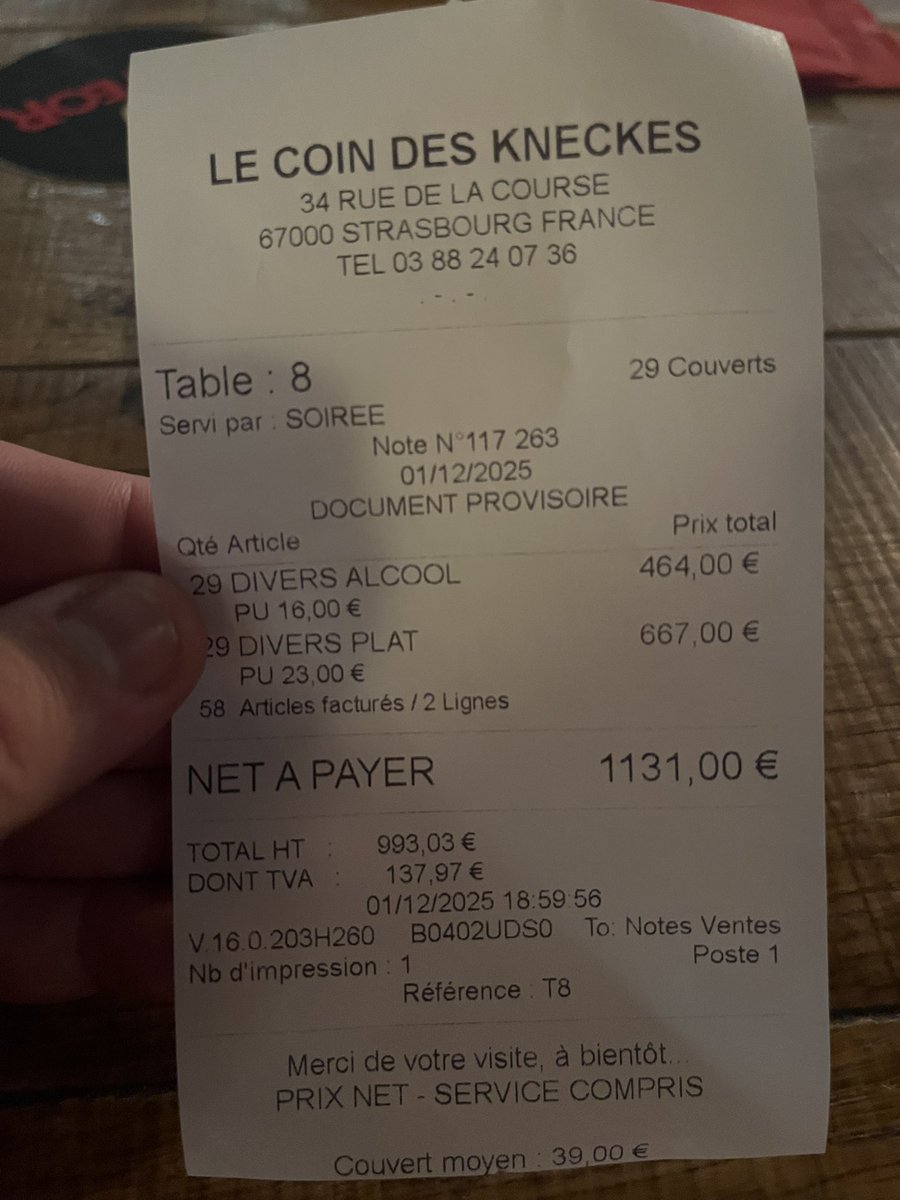 LE COIN DES KNECKES
34 RUE DE LA COURSE
67000 STRASBOURG FRANCE
TEL 03 88 24 07 36
. - . - .
Table : 8 29 Couverts
Servi par : SOIREE
Note N°117 263
01/12/2025
DOCUMENT PROVISOIRE
Qté Article Prix total
29 DIVERS ALCOOL 464,00 €
PU 16,00 €
29 DIVERS PLAT 667,00 €
PU 23,00 €
58 Articles facturés / 2 Lignes
NET A PAYER 1131,00 €
TOTAL HT : 993,03 €
DONT TVA : 137,97 €
01/12/2025 18:59:56
V.16.0.203H260 B0402UDS0 To: Notes Ventes
Nb d'impression : 1 Poste 1
Référence : T8
Merci de votre visite, à bientôt...
PRIX NET - SERVICE COMPRIS
Couvert moyen : 39,00 €